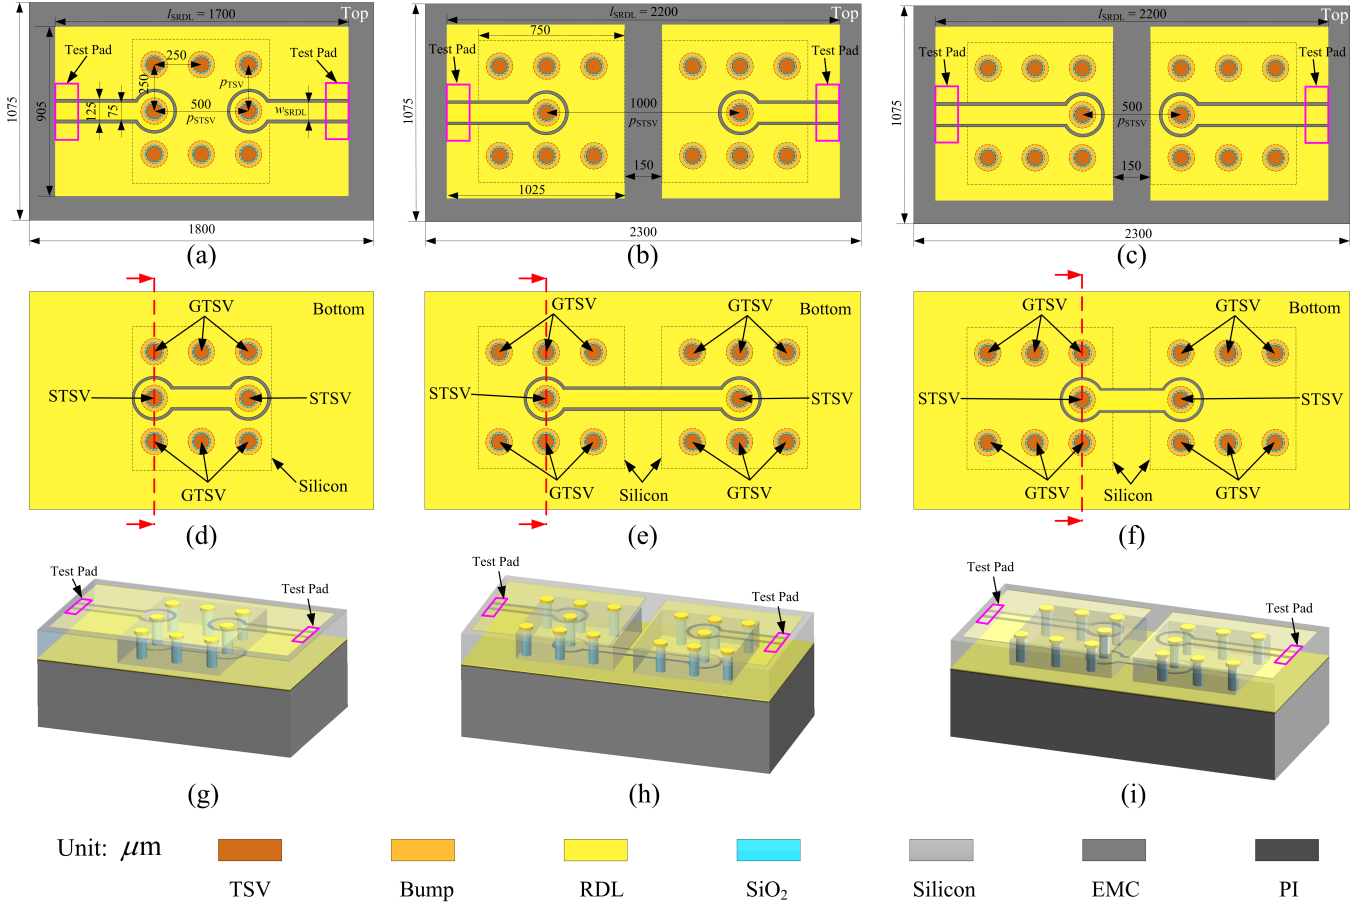 l_SRDL = 1700
Top
Test Pad
Test Pad
250
250
p_TSV
1075
905
125
75
500
p_STSV
w_SRDL
1800
(a)
l_SRDL = 2200
750
Test Pad
Test Pad
1075
1000
p_STSV
150
1025
2300
(b)
l_SRDL = 2200
Top
Test Pad
Test Pad
1075
500
p_STSV
150
2300
(c)
GTSV
Bottom
STSV
STSV
GTSV
Silicon
(d)
GTSV
GTSV
Bottom
STSV
STSV
GTSV
Silicon
GTSV
(e)
GTSV
GTSV
Bottom
STSV
STSV
GTSV
Silicon
GTSV
(f)
Test Pad
Test Pad
(g)
Test Pad
Test Pad
(h)
Test Pad
Test Pad
(i)
Unit: μm
TSV
Bump
RDL
SiO₂
Silicon
EMC
PI